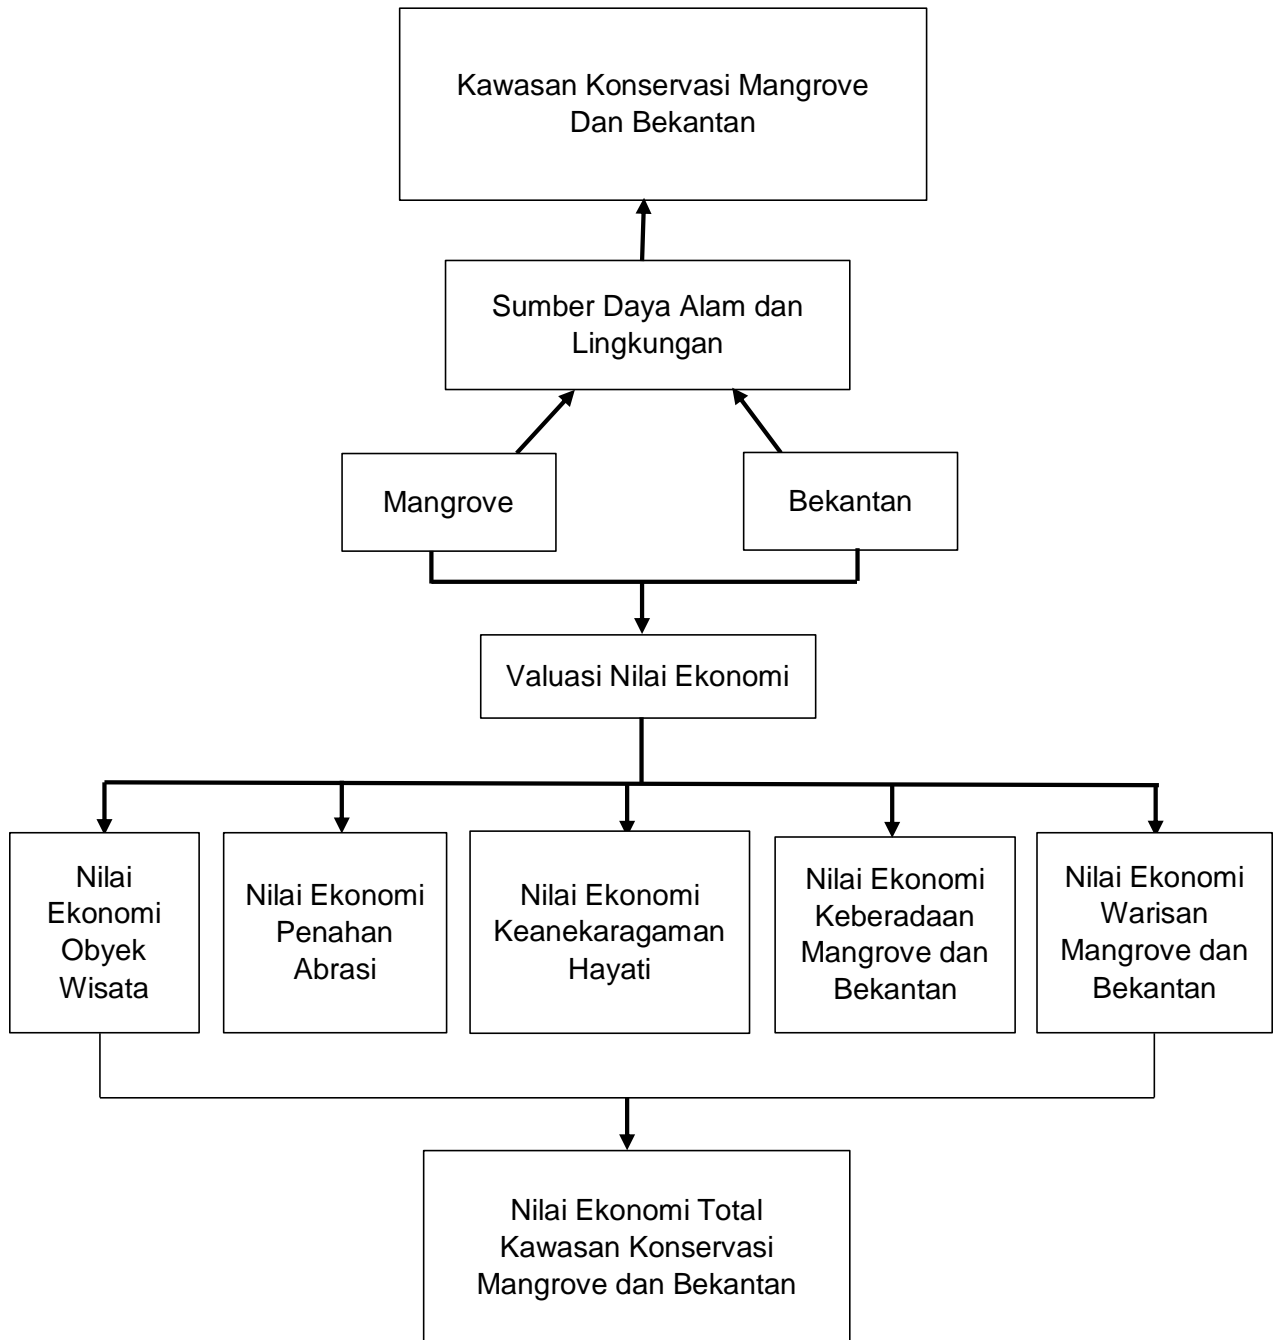 Kawasan Konservasi Mangrove
Dan Bekantan
Sumber Daya Alam dan
Lingkungan
Mangrove
Bekantan
Valuasi Nilai Ekonomi
Nilai
Ekonomi
Obyek
Wisata
Nilai Ekonomi
Penahan
Abrasi
Nilai Ekonomi
Keanekaragaman
Hayati
Nilai Ekonomi
Keberadaan
Mangrove dan
Bekantan
Nilai Ekonomi
Warisan
Mangrove dan
Bekantan
Nilai Ekonomi Total
Kawasan Konservasi
Mangrove dan Bekantan